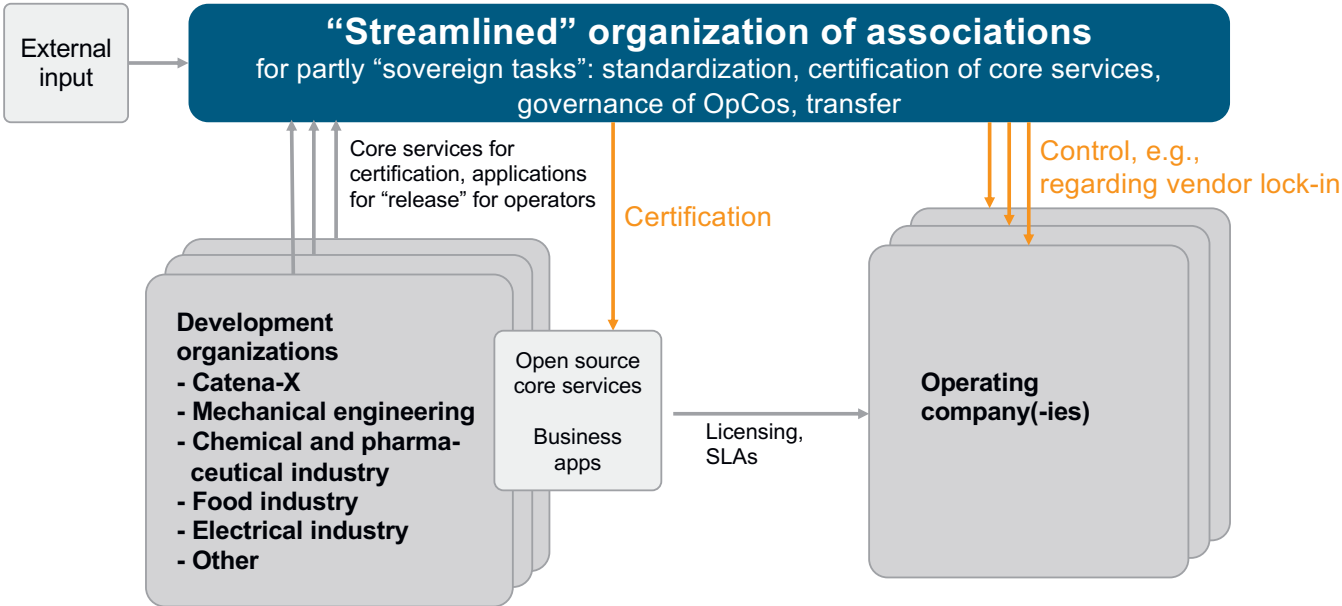 External
input
“Streamlined” organization of associations
for partly “sovereign tasks”: standardization, certification of core services,
governance of OpCos, transfer
Core services for
certification, applications
for “release” for operators
Certification
Control, e.g.,
regarding vendor lock-in
Development
organizations
- Catena-X
- Mechanical engineering
- Chemical and pharma-
ceutical industry
- Food industry
- Electrical industry
- Other
Open source
core services
Business
apps
Licensing,
SLAs
Operating
company(-ies)